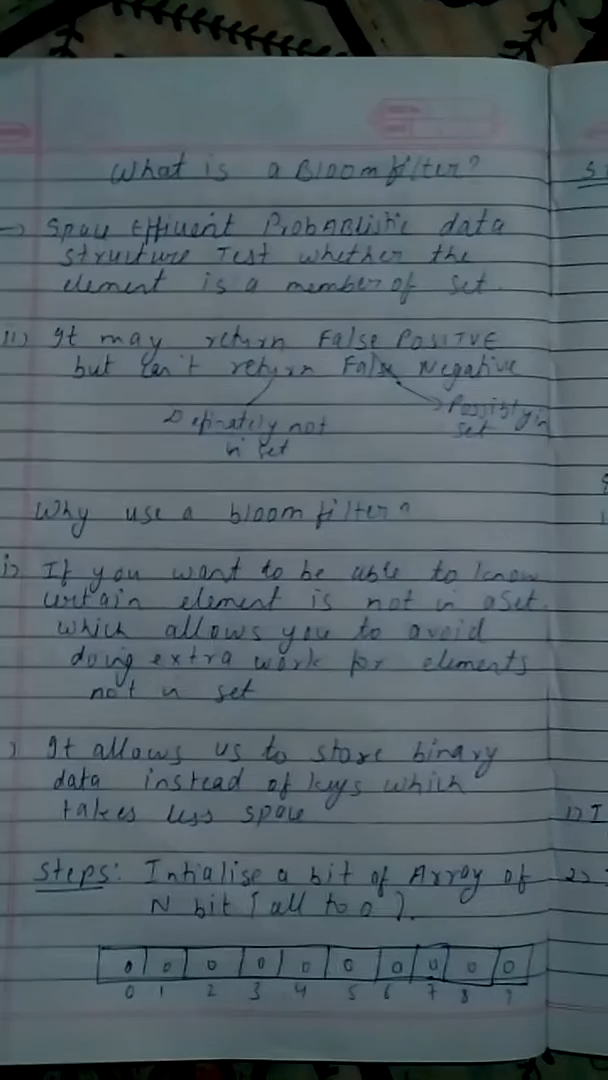 What is a Bloom filter?
→ Space Efficient Probabilistic data
structure Test whether the
element is a member of set.
ii) It may return False POSITVE
but can't return False Negative
Definately not
in set
Possibly in
set
Why use a bloom filter?
i) If you want to be able to know
certain element is not in a set.
which allows you to avoid
doing extra work for elements
not in set
It allows us to store binary
data instead of keys which
takes less space
Steps: Intialise a bit of Array of
N bit [all to 0].
0 0 0 0 0 0 0 0 0 0
0 1 2 3 4 5 6 7 8 9
1) I
2)